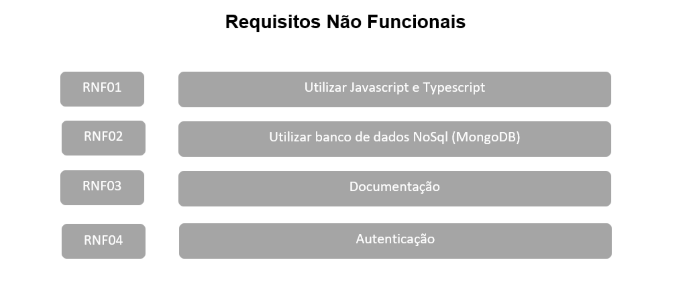 Requisitos Não Funcionais
RNF01 Utilizar Javascript e Typescript
RNF02 Utilizar banco de dados NoSql (MongoDB)
RNF03 Documentação
RNF04 Autenticação